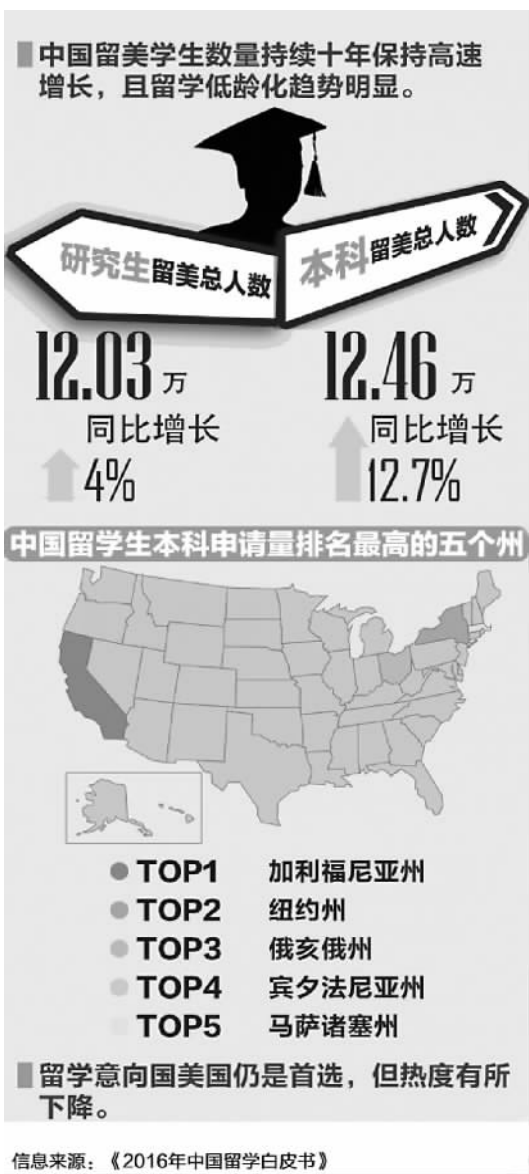 中国留美学生数量持续十年保持高速
增长，且留学低龄化趋势明显。
研究生留美总人数
本科留美总人数
12.03万
同比增长
4%
12.46万
同比增长
12.7%
中国留学生本科申请量排名最高的五个州
TOP1 加利福尼亚州
TOP2 纽约州
TOP3 俄亥俄州
TOP4 宾夕法尼亚州
TOP5 马萨诸塞州
留学意向国美国仍是首选，但热度有所
下降。
信息来源：《2016年中国留学白皮书》